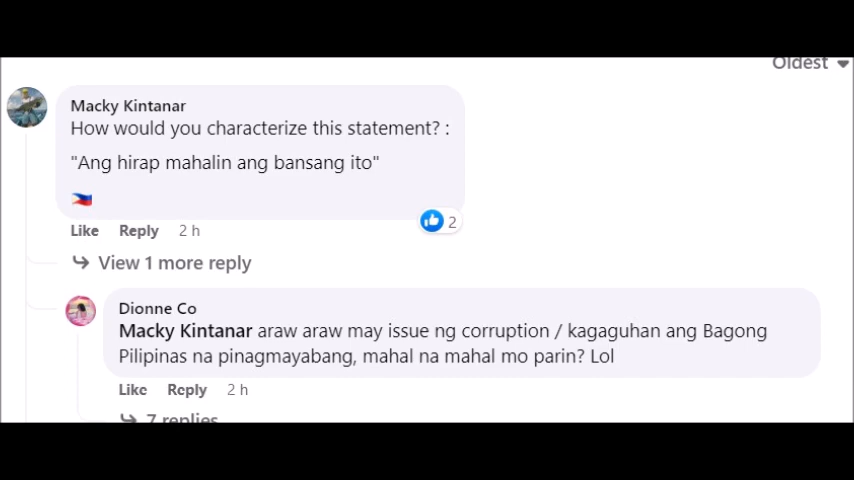 Oldest
Macky Kintanar
How would you characterize this statement? :
"Ang hirap mahalin ang bansang ito"
2
Like Reply 2 h
View 1 more reply
Dionne Co
Macky Kintanar araw araw may issue ng corruption / kagaguhan ang Bagong
Pilipinas na pinagmayabang, mahal na mahal mo parin? Lol
Like Reply 2 h
7 replies